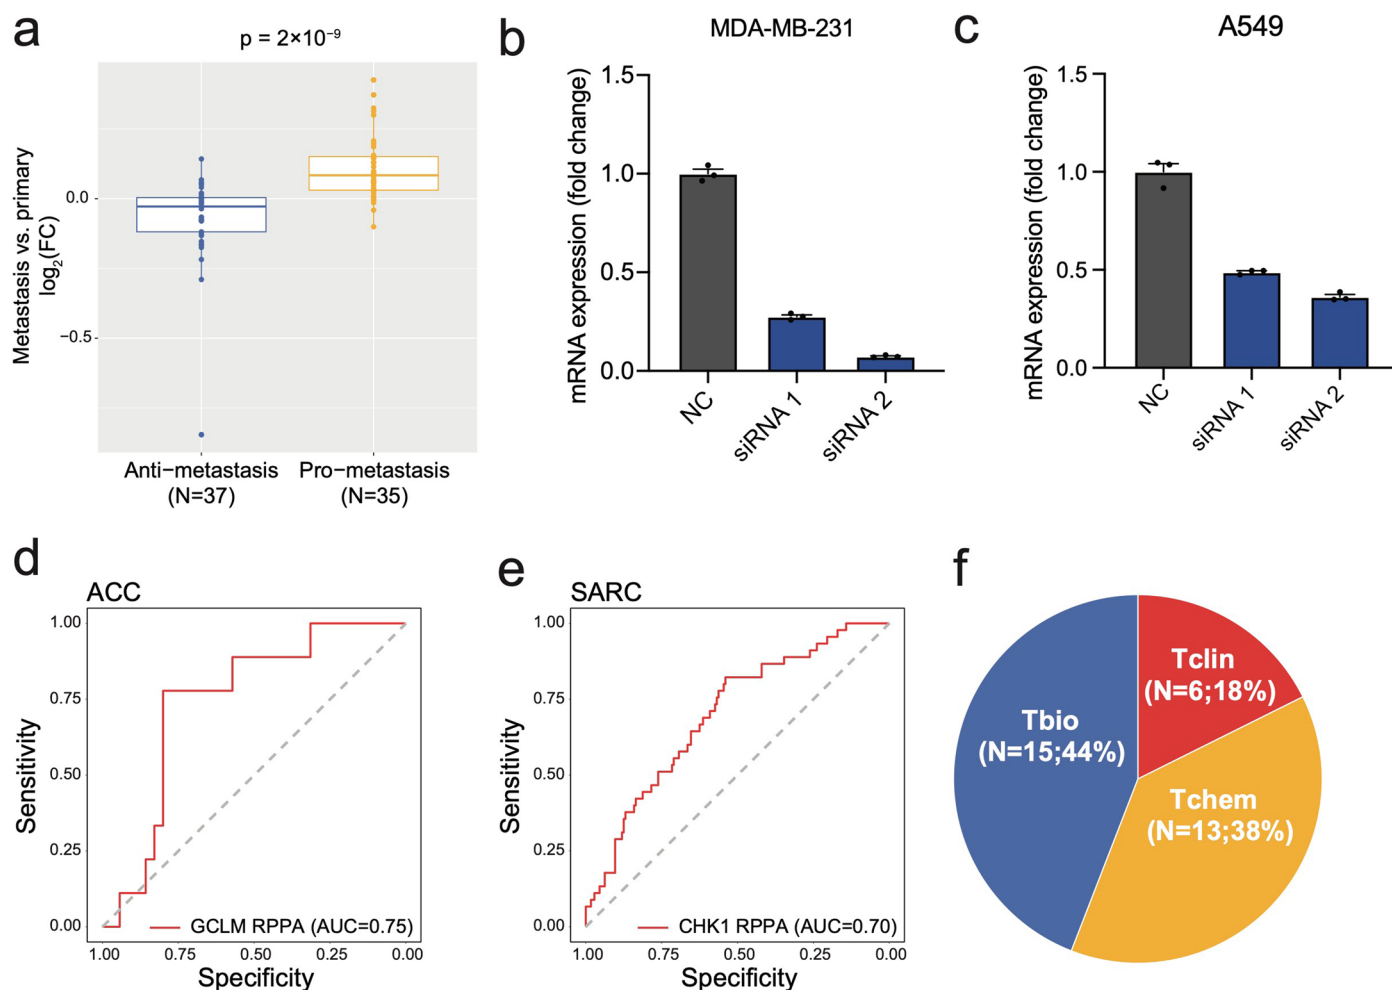 a
p = 2×10⁻⁹
Metastasis vs. primary
log₂(FC)
0.0
−0.5
Anti−metastasis
(N=37)
Pro−metastasis
(N=35)
b
MDA-MB-231
mRNA expression (fold change)
1.5
1.0
0.5
0.0
NC
siRNA 1
siRNA 2
c
A549
mRNA expression (fold change)
1.5
1.0
0.5
0.0
NC
siRNA 1
siRNA 2
d
ACC
Sensitivity
1.00
0.75
0.50
0.25
0.00
GCLM RPPA (AUC=0.75)
1.00 0.75 0.50 0.25 0.00
Specificity
e
SARC
Sensitivity
1.00
0.75
0.50
0.25
0.00
CHK1 RPPA (AUC=0.70)
1.00 0.75 0.50 0.25 0.00
Specificity
f
Tclin
(N=6;18%)
Tbio
(N=15;44%)
Tchem
(N=13;38%)